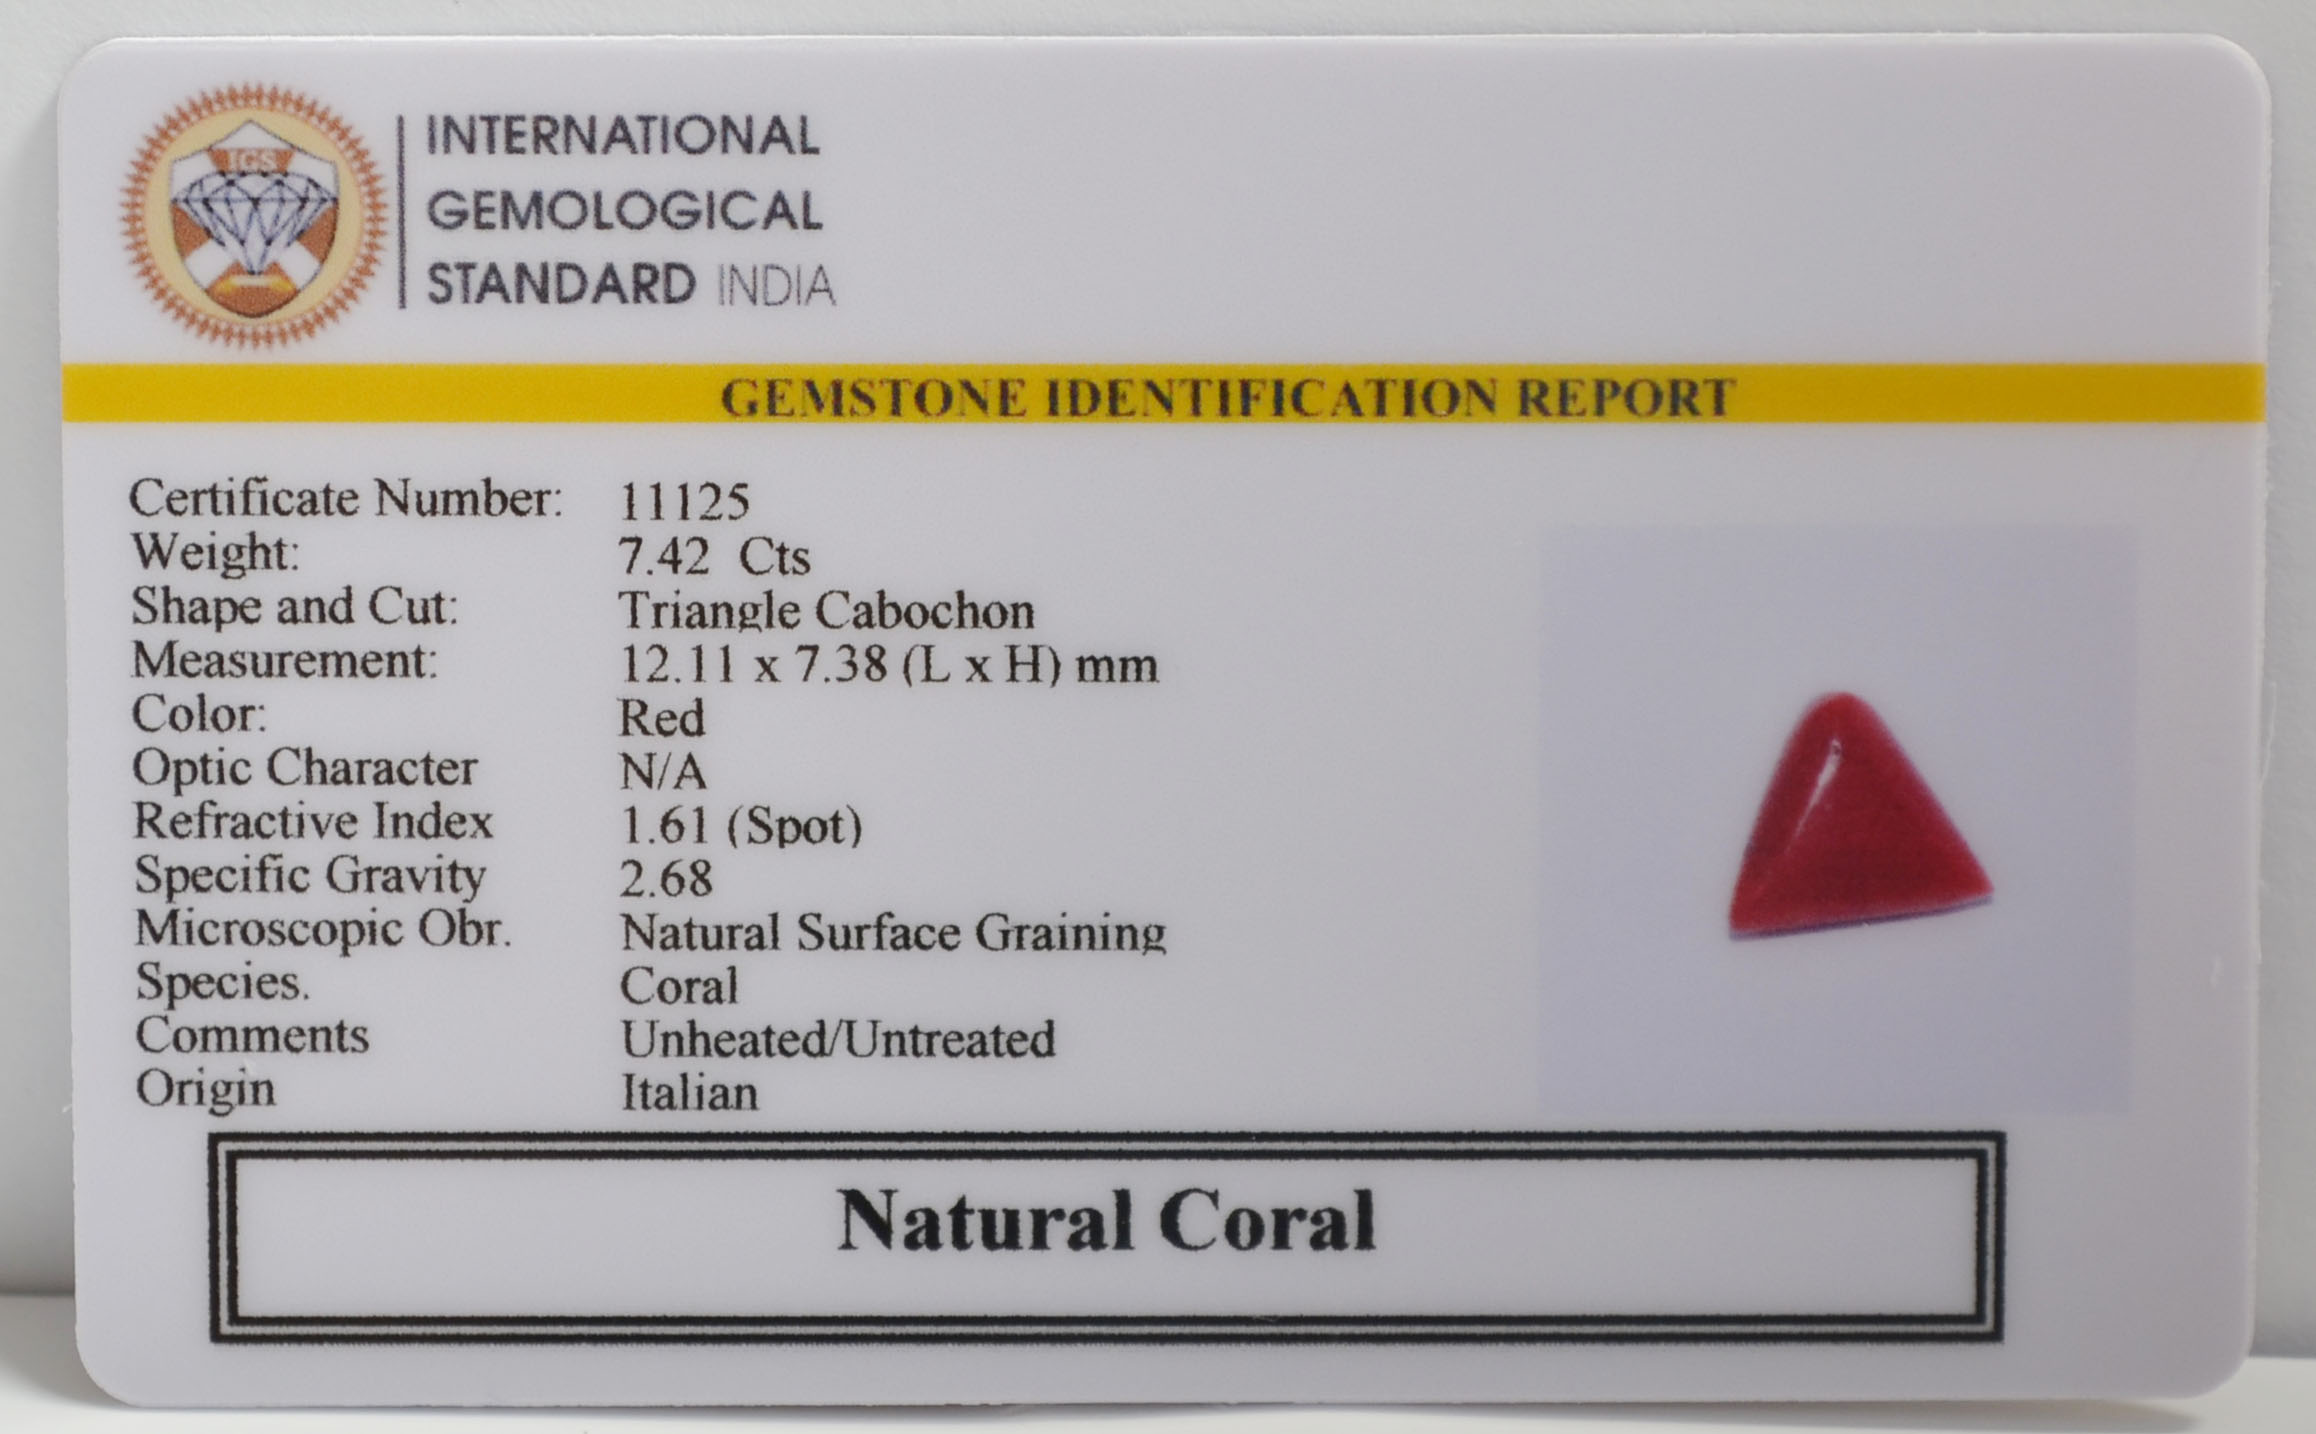 IGS
INTERNATIONAL
GEMOLOGICAL
STANDARD INDIA
GEMSTONE IDENTIFICATION REPORT
Certificate Number: 11125
Weight: 7.42 Cts
Shape and Cut: Triangle Cabochon
Measurement: 12.11 x 7.38 (L x H) mm
Color: Red
Optic Character N/A
Refractive Index 1.61 (Spot)
Specific Gravity 2.68
Microscopic Obr. Natural Surface Graining
Species. Coral
Comments Unheated/Untreated
Origin Italian
Natural Coral